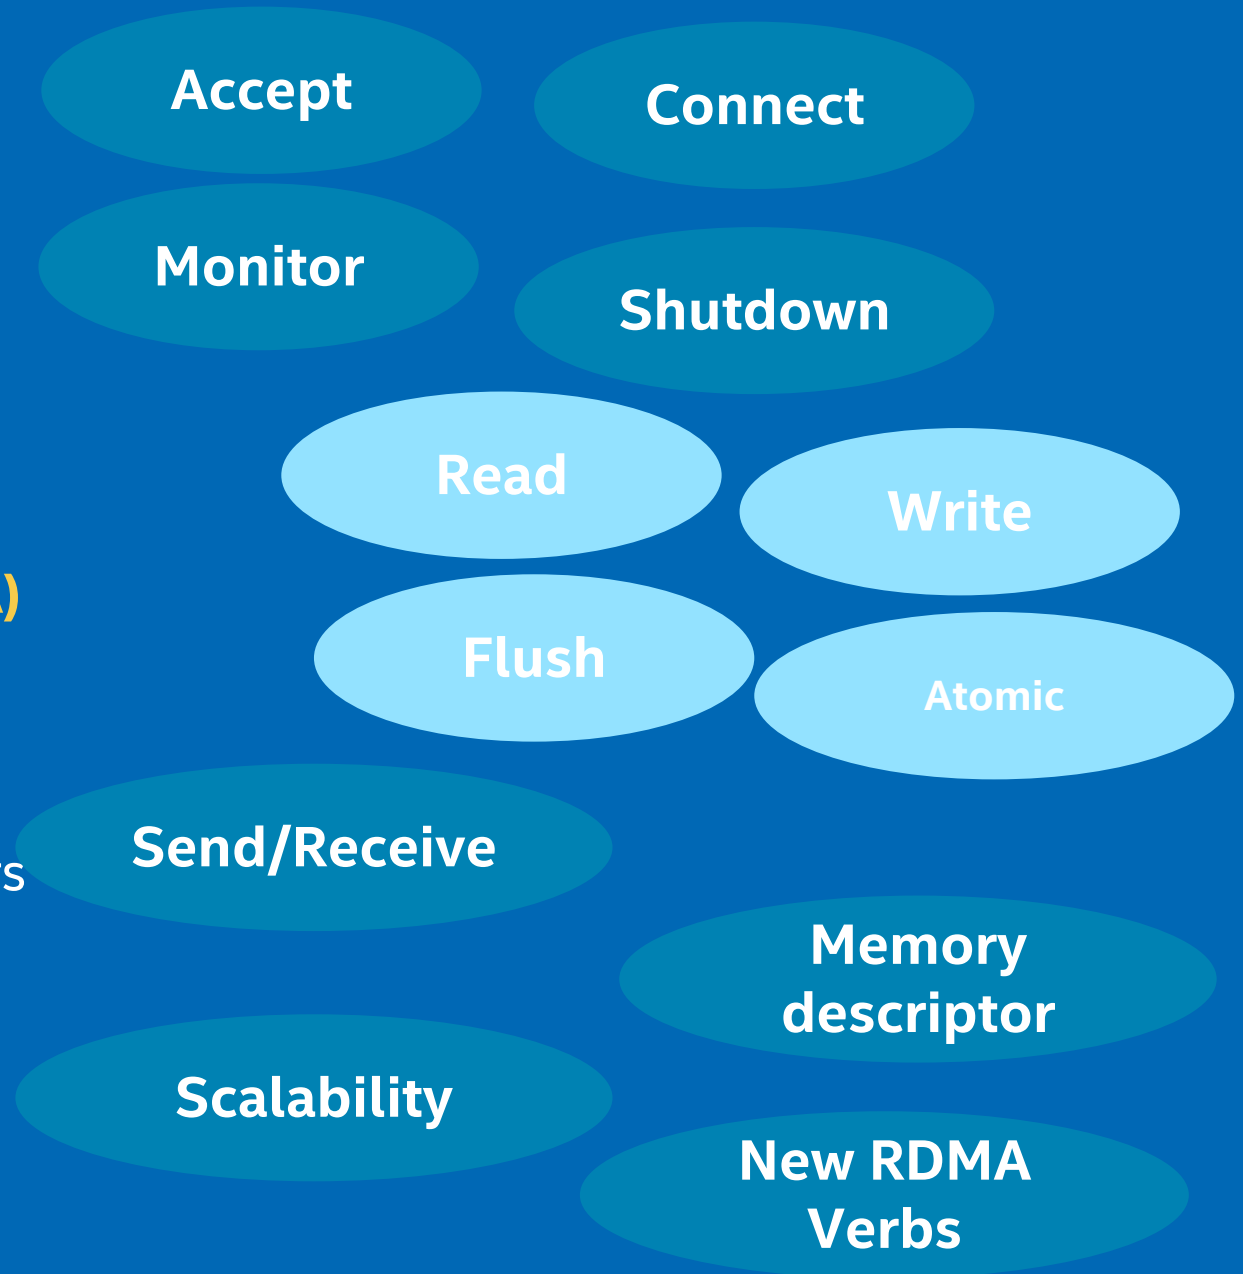 Accept
Connect
Monitor
Shutdown
Read
Write
)
Flush
Atomic
Send/Receive
s
Memory
descriptor
Scalability
New RDMA
Verbs